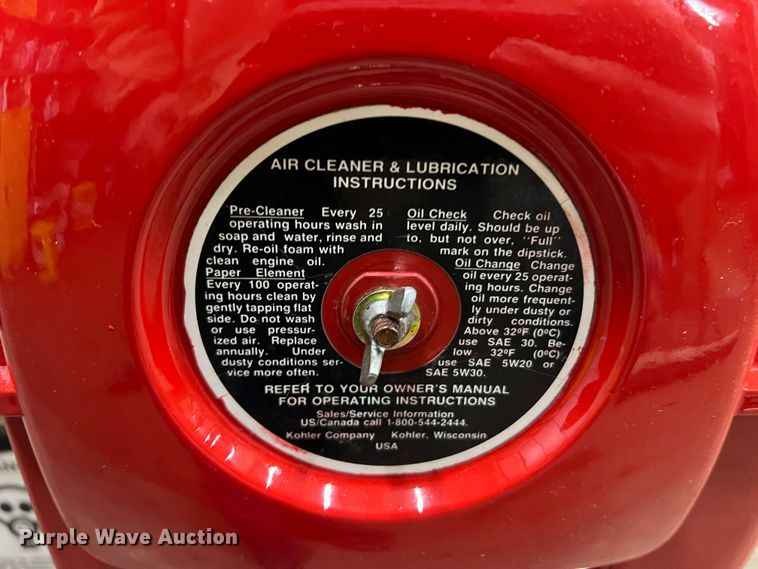 AIR CLEANER & LUBRICATION
INSTRUCTIONS
Pre-Cleaner Every 25
operating hours wash in
soap and water, rinse and
dry. Re-oil foam with
clean engine oil.
Paper Element
Every 100 operat-
ing hours clean by
gently tapping flat
side. Do not wash
or use pressur-
ized air. Replace
annually. Under
dusty conditions ser-
vice more often.
Oil Check Check oil
level daily. Should be up
to, but not over, "Full"
mark on the dipstick.
Oil Change Change
oil every 25 operat-
ing hours. Change
oil more frequent-
ly under dusty or
dirty conditions.
Above 32ºF (0ºC)
use SAE 30. Be-
low 32ºF (0ºC)
use SAE 5W20 or
SAE 5W30.
REFER TO YOUR OWNER'S MANUAL
FOR OPERATING INSTRUCTIONS
Sales/Service Information
US/Canada call 1-800-544-2444.
Kohler Company Kohler, Wisconsin
USA
Purple Wave Auction